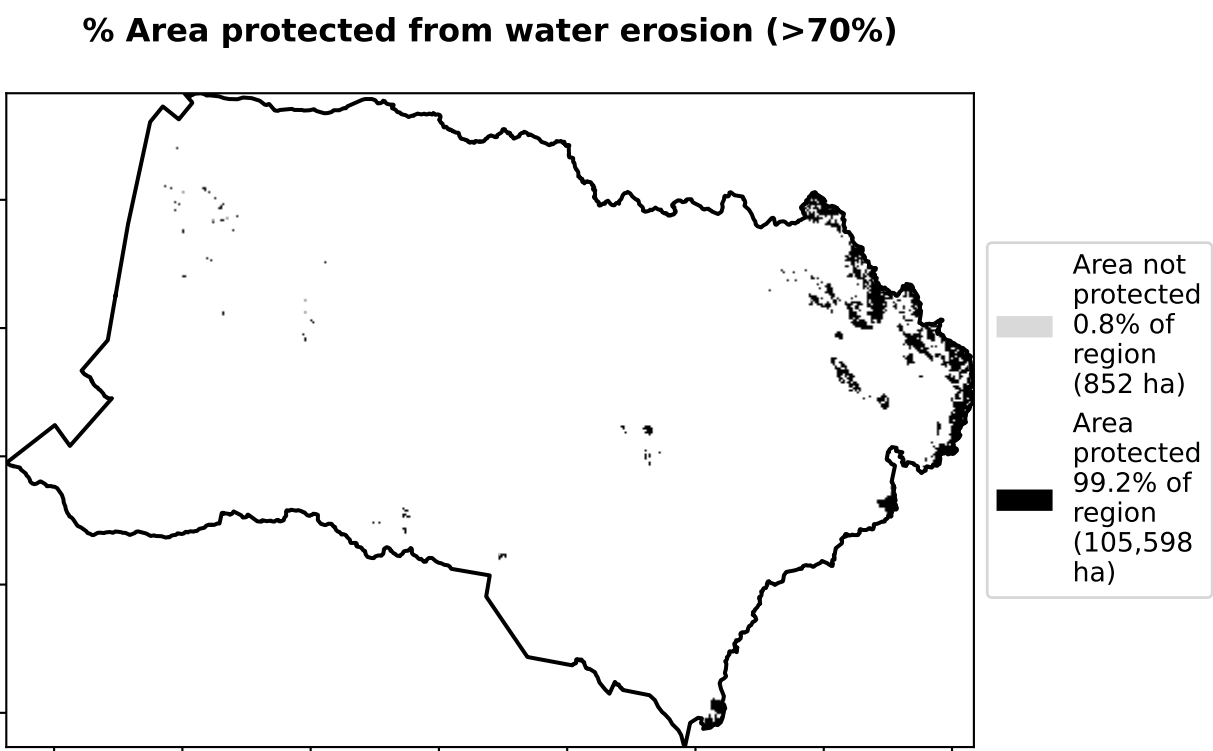 % Area protected from water erosion (>70%)
Area not
protected
0.8% of
region
(852 ha)
Area
protected
99.2% of
region
(105,598
ha)